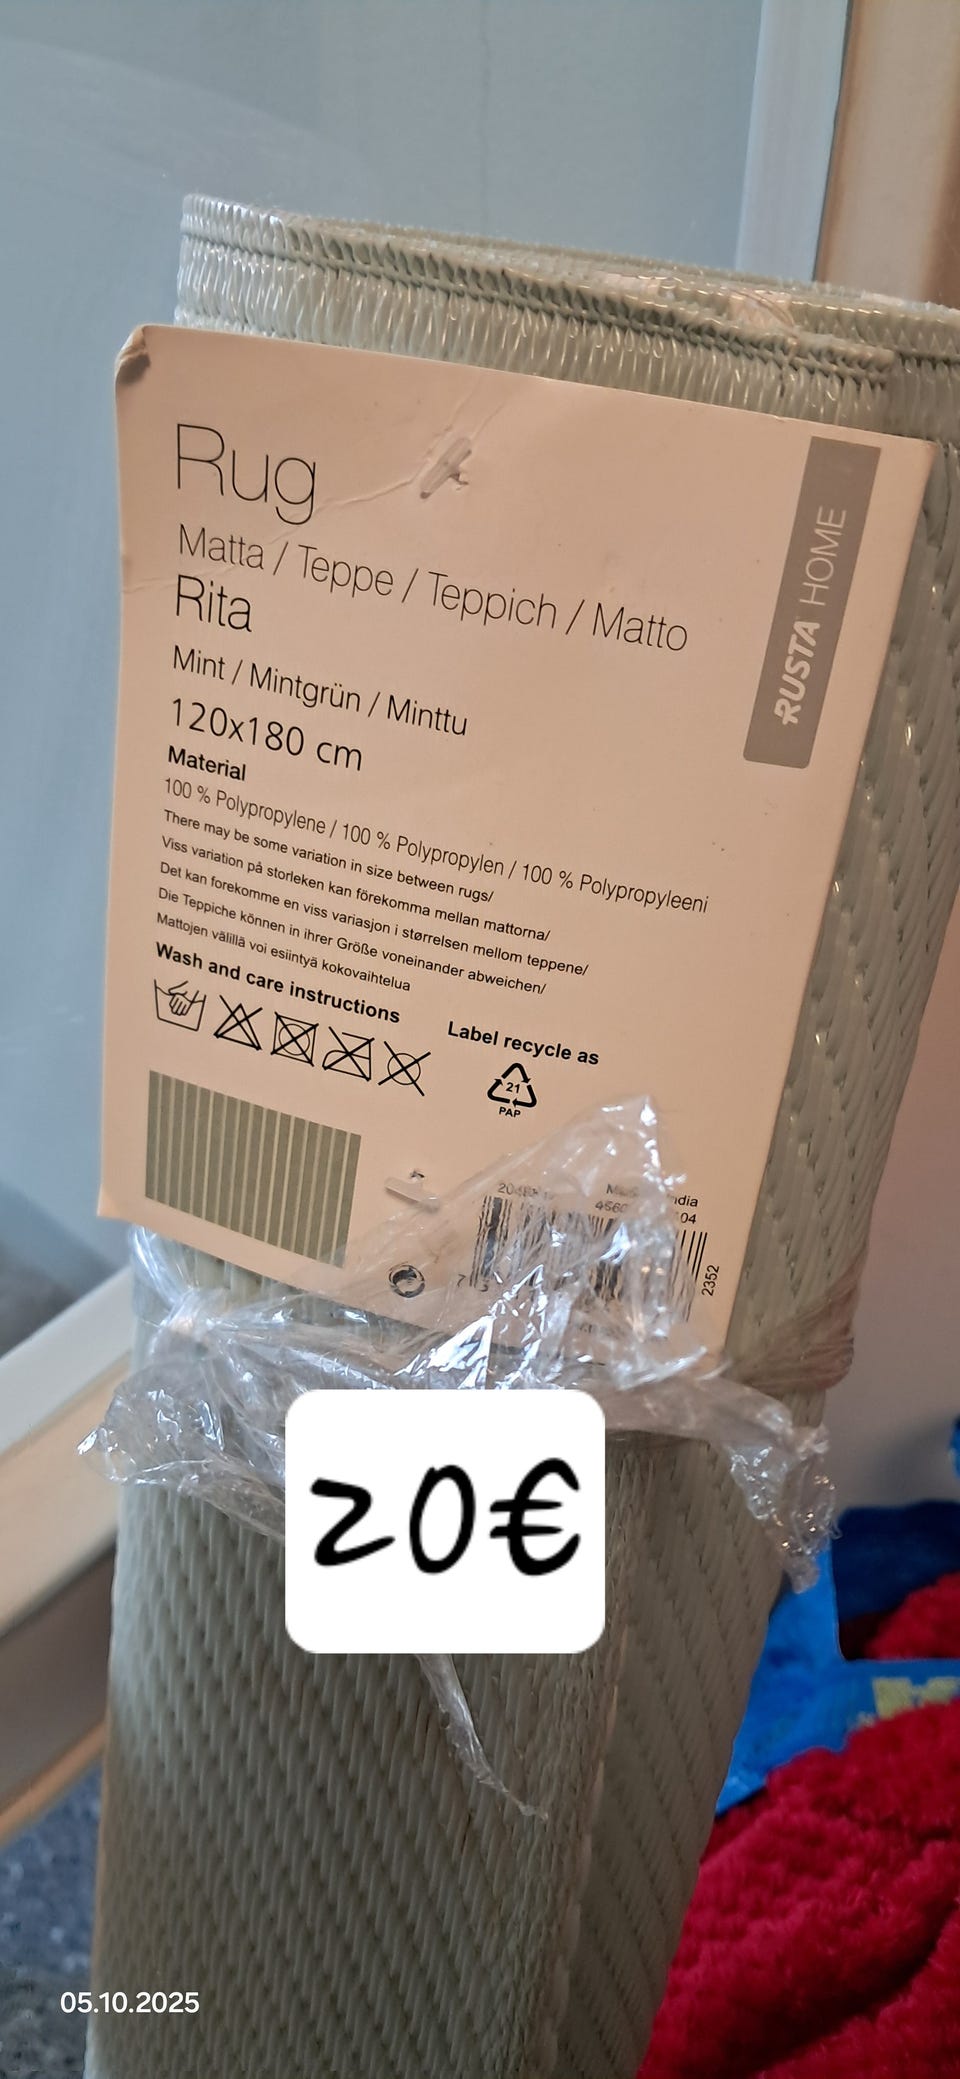 Rug
Matta / Teppe / Teppich / Matto
Rita
Mint / Mintgrün / Minttu
120x180 cm
Material
100 % Polypropylene / 100 % Polypropylen / 100 % Polypropyleeni
There may be some variation in size between rugs/
Viss variation på storleken kan förekomma mellan mattorna/
Det kan forekomme en viss variasjon i størrelsen mellom teppene/
Die Teppiche können in ihrer Größe voneinander abweichen/
Mattojen välillä voi esiintyä kokovaihtelua
Wash and care instructions
Label recycle as
21
PAP
RUSTA HOME
2352
20€
05.10.2025